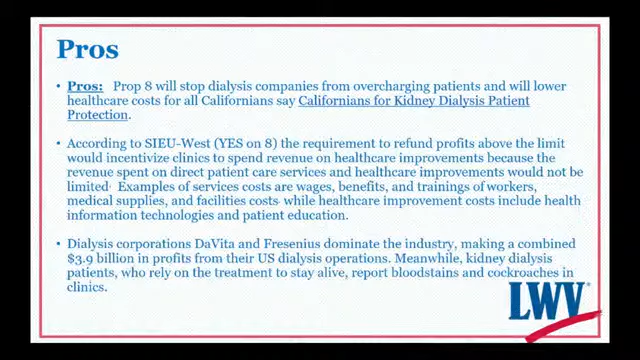 Pros
• Pros: Prop 8 will stop dialysis companies from overcharging patients and will lower
healthcare costs for all Californians say Californians for Kidney Dialysis Patient
Protection.
• According to SIEU-West (YES on 8) the requirement to refund profits above the limit
would incentivize clinics to spend revenue on healthcare improvements because the
revenue spent on direct patient care services and healthcare improvements would not be
limited. Examples of services costs are wages, benefits, and trainings of workers,
medical supplies, and facilities costs while healthcare improvement costs include health
information technologies and patient education.
• Dialysis corporations DaVita and Fresenius dominate the industry, making a combined
$3.9 billion in profits from their US dialysis operations. Meanwhile, kidney dialysis
patients, who rely on the treatment to stay alive, report bloodstains and cockroaches in
clinics.
LWV®